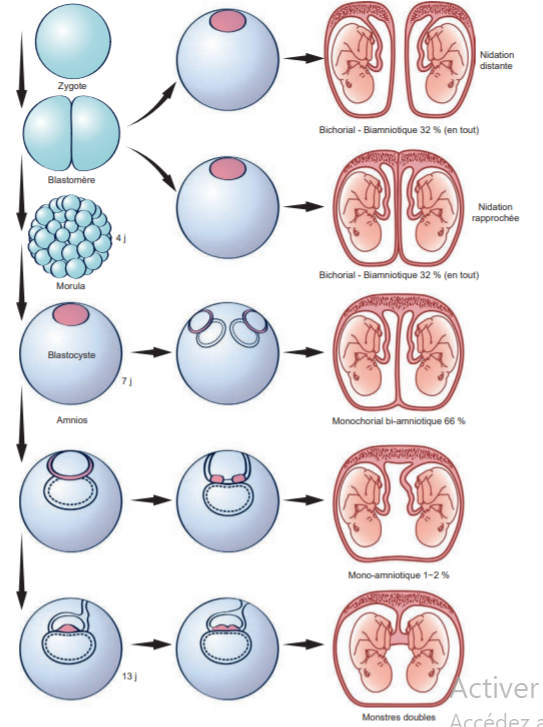 Zygote
Nidation
distante
Bichorial - Biamniotique 32 % (en tout)
Blastomère
Nidation
rapprochée
4 j
Bichorial - Biamniotique 32 % (en tout)
Morula
Blastocyste
7 j
Monochorial bi-amniotique 66 %
Amnios
Mono-amniotique 1−2 %
13 j
Monstres doubles
Activer
Accédez